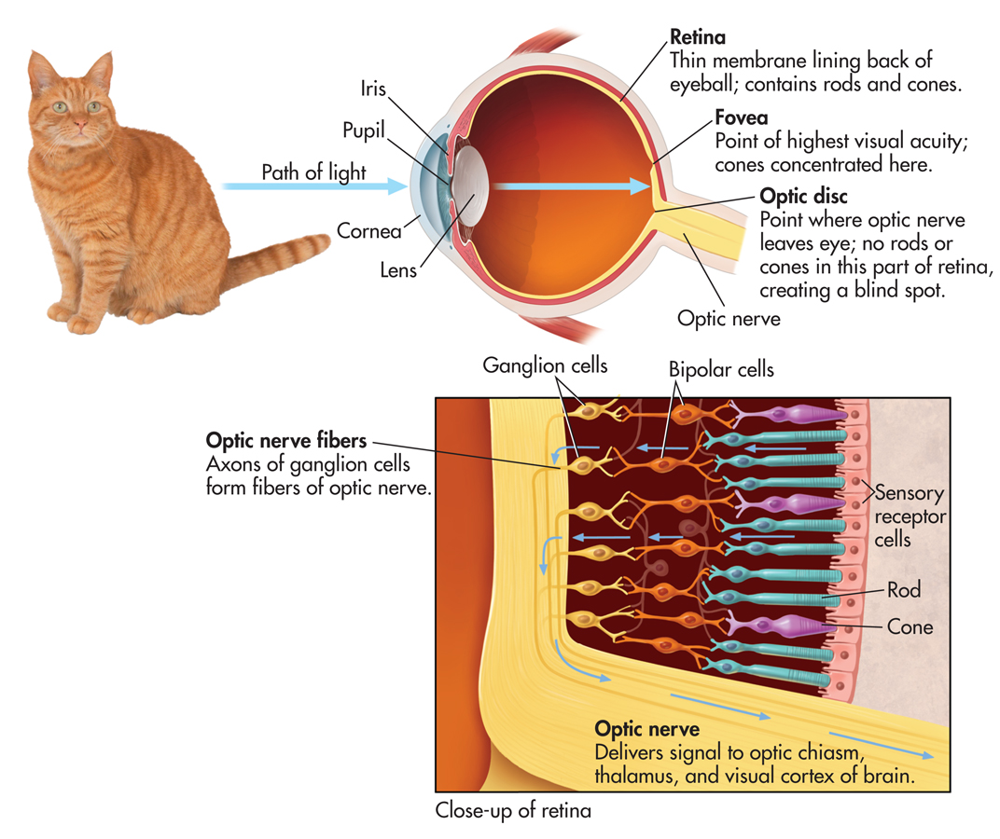 Retina
Thin membrane lining back of
eyeball; contains rods and cones.
Iris
Pupil
Fovea
Point of highest visual acuity;
cones concentrated here.
Path of light
Optic disc
Point where optic nerve
leaves eye; no rods or
cones in this part of retina,
creating a blind spot.
Cornea
Lens
Optic nerve
Ganglion cells
Bipolar cells
Optic nerve fibers
Axons of ganglion cells
form fibers of optic nerve.
Sensory
receptor
cells
Rod
Cone
Optic nerve
Delivers signal to optic chiasm,
thalamus, and visual cortex of brain.
Close-up of retina